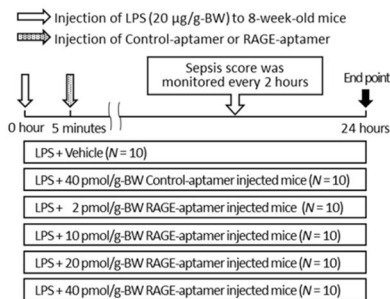 Injection of LPS (20 μg/g-BW) to 8-week-old mice
Injection of Control-aptamer or RAGE-aptamer
Sepsis score was
monitored every 2 hours
End point
0 hour 5 minutes 24 hours
LPS + Vehicle (N = 10)
LPS + 40 pmol/g-BW Control-aptamer injected mice (N = 10)
LPS + 2 pmol/g-BW RAGE-aptamer injected mice (N = 10)
LPS + 10 pmol/g-BW RAGE-aptamer injected mice (N = 10)
LPS + 20 pmol/g-BW RAGE-aptamer injected mice (N = 10)
LPS + 40 pmol/g-BW RAGE-aptamer injected mice (N = 10)